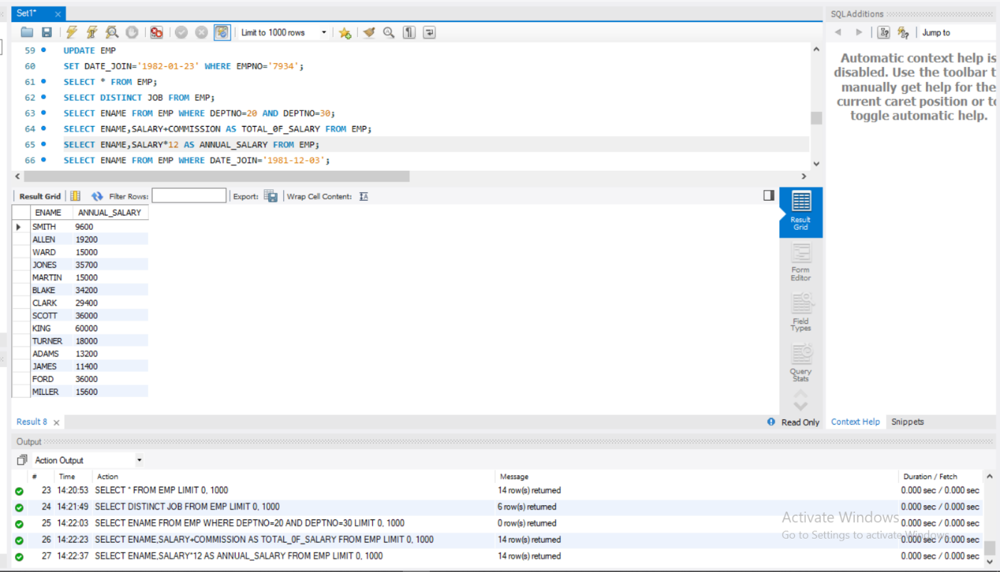 Set1*
SQLAdditions
Limit to 1000 rows
Jump to
59 UPDATE EMP
60 SET DATE_JOIN='1982-01-23' WHERE EMPNO='7934';
61 SELECT * FROM EMP;
62 SELECT DISTINCT JOB FROM EMP;
63 SELECT ENAME FROM EMP WHERE DEPTNO=20 AND DEPTNO=30;
64 SELECT ENAME,SALARY+COMMISSION AS TOTAL_0F_SALARY FROM EMP;
65 SELECT ENAME,SALARY*12 AS ANNUAL_SALARY FROM EMP;
66 SELECT ENAME FROM EMP WHERE DATE_JOIN='1981-12-03';
Automatic context help is
disabled. Use the toolbar t
manually get help for the
current caret position or to
toggle automatic help.
Result Grid Filter Rows: Export: Wrap Cell Content:
ENAME ANNUAL_SALARY
SMITH 9600
ALLEN 19200
WARD 15000
JONES 35700
MARTIN 15000
BLAKE 34200
CLARK 29400
SCOTT 36000
KING 60000
TURNER 18000
ADAMS 13200
JAMES 11400
FORD 36000
MILLER 15600
Result
Grid
Form
Editor
Field
Types
Query
Stats
Result 8
Read Only
Context Help Snippets
Output
Action Output
# Time Action Message Duration / Fetch
23 14:20:53 SELECT * FROM EMP LIMIT 0, 1000 14 row(s) returned 0.000 sec / 0.000 sec
24 14:21:49 SELECT DISTINCT JOB FROM EMP LIMIT 0, 1000 6 row(s) returned 0.000 sec / 0.000 sec
25 14:22:03 SELECT ENAME FROM EMP WHERE DEPTNO=20 AND DEPTNO=30 LIMIT 0, 1000 0 row(s) returned 0.000 sec / 0.000 sec
26 14:22:23 SELECT ENAME,SALARY+COMMISSION AS TOTAL_0F_SALARY FROM EMP LIMIT 0, 1000 14 row(s) returned 0.000 sec / 0.000 sec
27 14:22:37 SELECT ENAME,SALARY*12 AS ANNUAL_SALARY FROM EMP LIMIT 0, 1000 14 row(s) returned 0.000 sec / 0.000 sec
Activate Windows
Go to Settings to activate Windows.